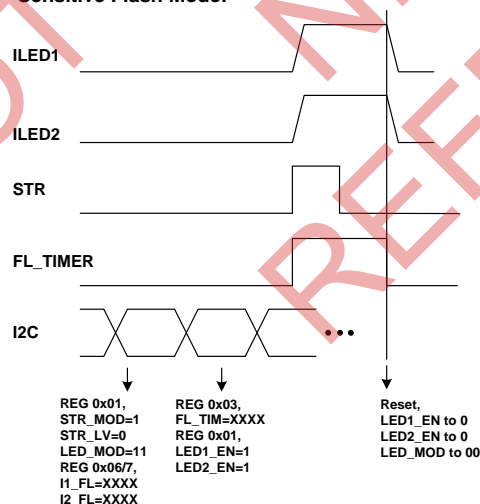 Sensitive Flash Mode:
ILED1
ILED2
STR
FL_TIMER
I2C
REG 0x01,
STR_MOD=1
STR_LV=0
LED_MOD=11
REG 0x06/7,
I1_FL=XXXX
I2_FL=XXXX
REG 0x03,
FL_TIM=XXXX
REG 0x01,
LED1_EN=1
LED2_EN=1
Reset,
LED1_EN to 0
LED2_EN to 0
LED_MOD to 00